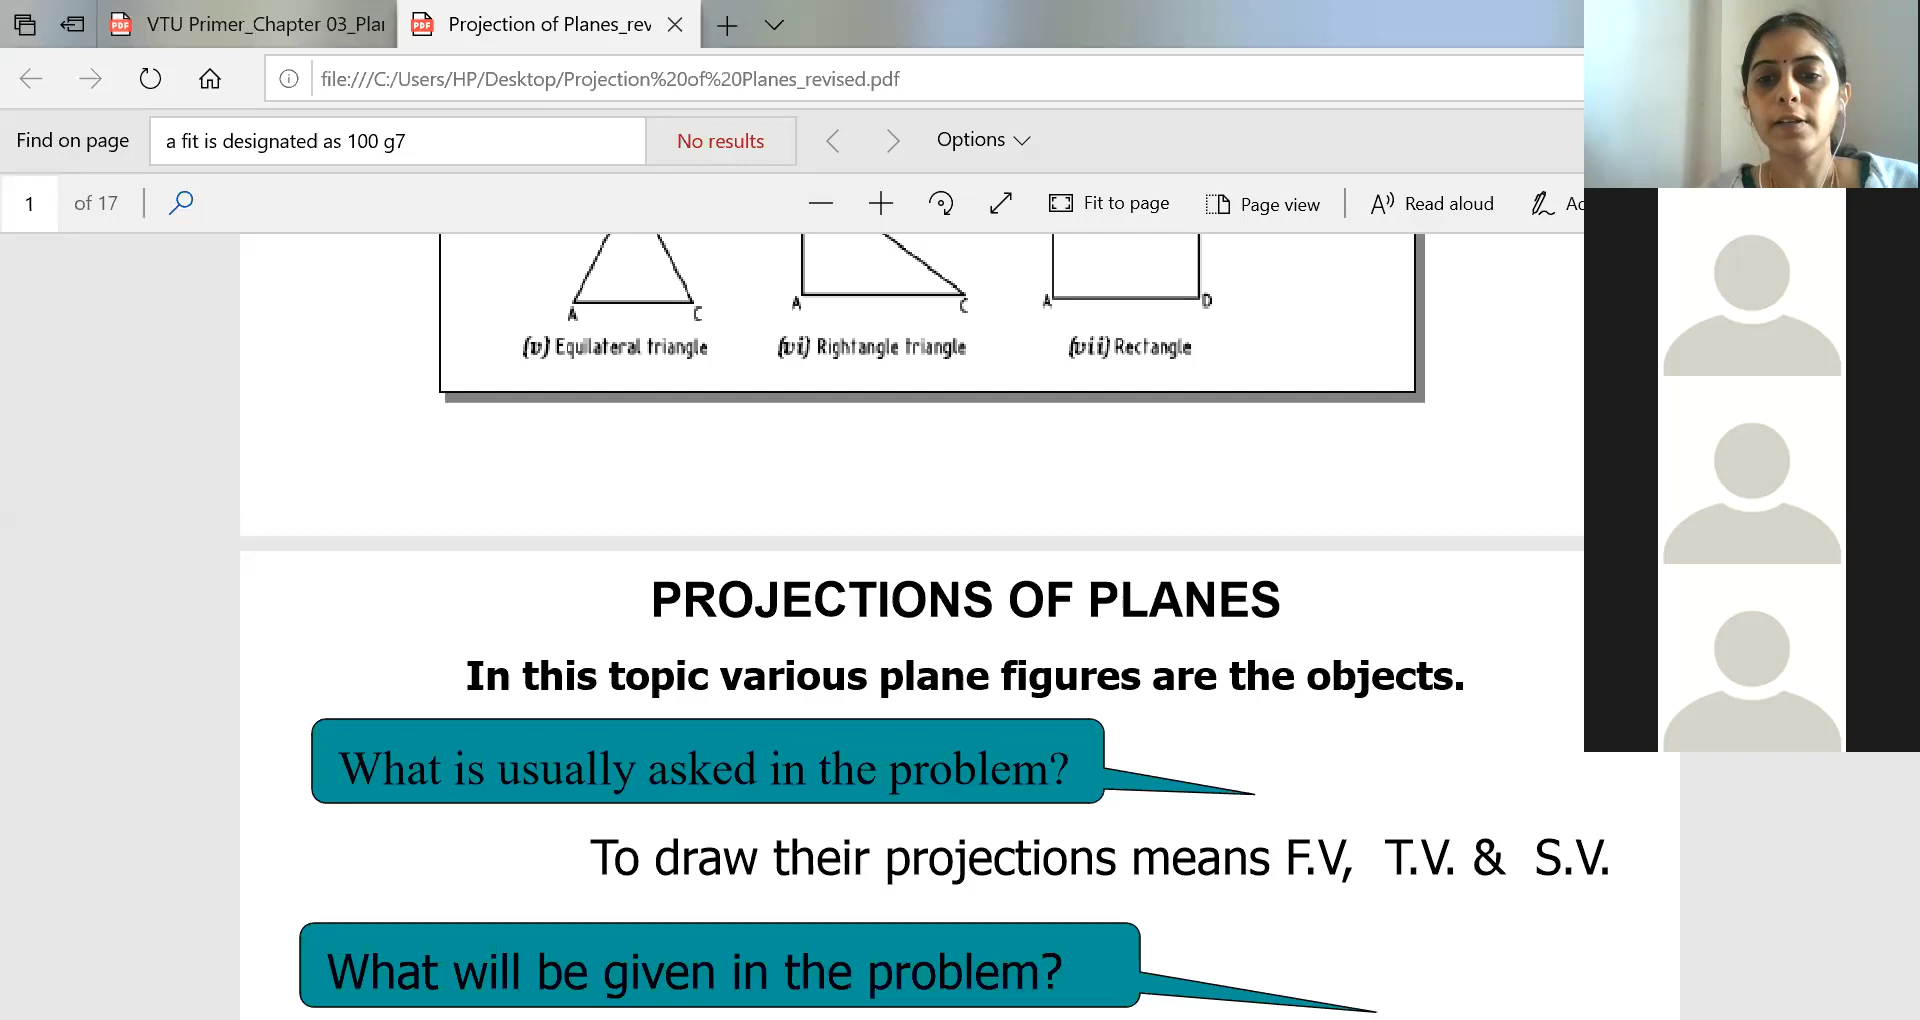 VTU Primer_Chapter 03_Plar
Projection of Planes_rev
file:///C:/Users/HP/Desktop/Projection%20of%20Planes_revised.pdf
Find on page
a fit is designated as 100 g7
No results
Options
1
of 17
Fit to page
Page view
Read aloud
Ad
A
C
A
C
A
D
(v) Equilateral triangle
(vi) Rightangle triangle
(vii) Rectangle
PROJECTIONS OF PLANES
In this topic various plane figures are the objects.
What is usually asked in the problem?
To draw their projections means F.V, T.V. & S.V.
What will be given in the problem?